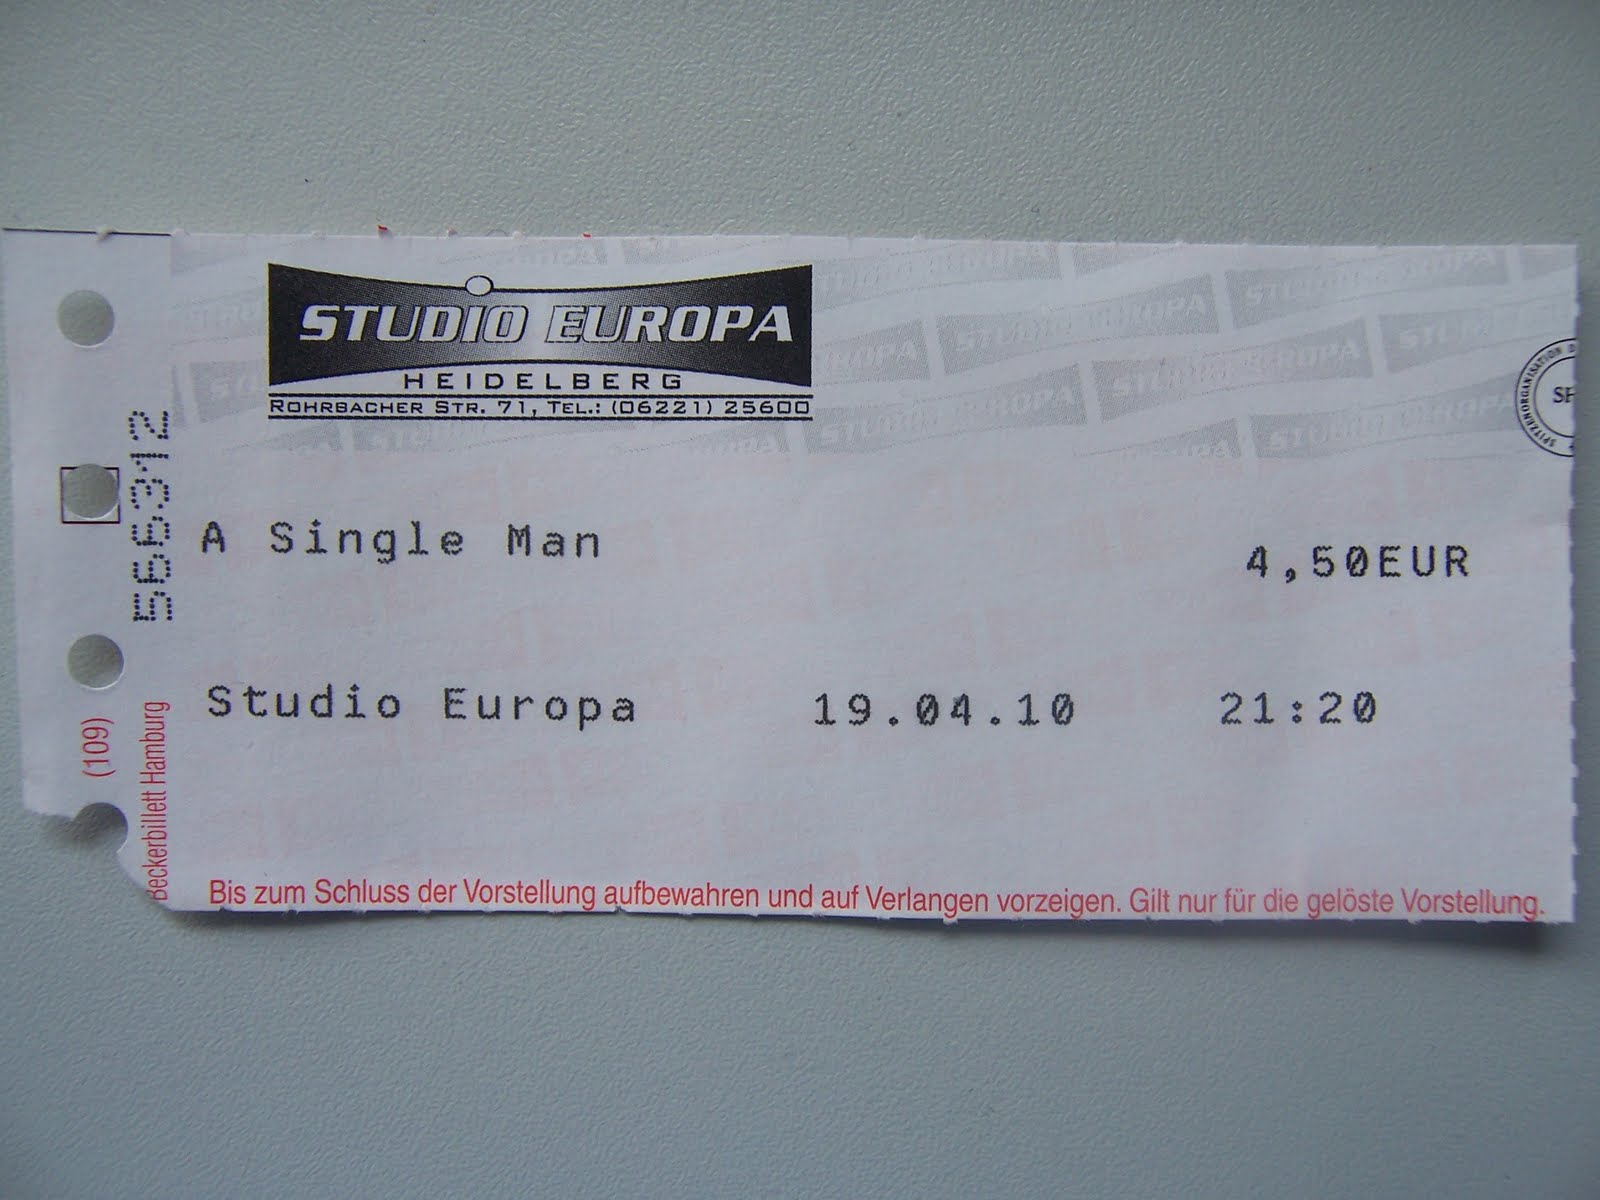 STUDIO EUROPA
HEIDELBERG
ROHRBACHER STR. 71, TEL.: (06221) 25600
A Single Man
4,50EUR
Studio Europa 19.04.10 21:20
Bis zum Schluss der Vorstellung aufbewahren und auf Verlangen vorzeigen. Gilt nur für die gelöste Vorstellung.
566312
(109)
Beckerbillett Hamburg
SPITZENORGANISATION D